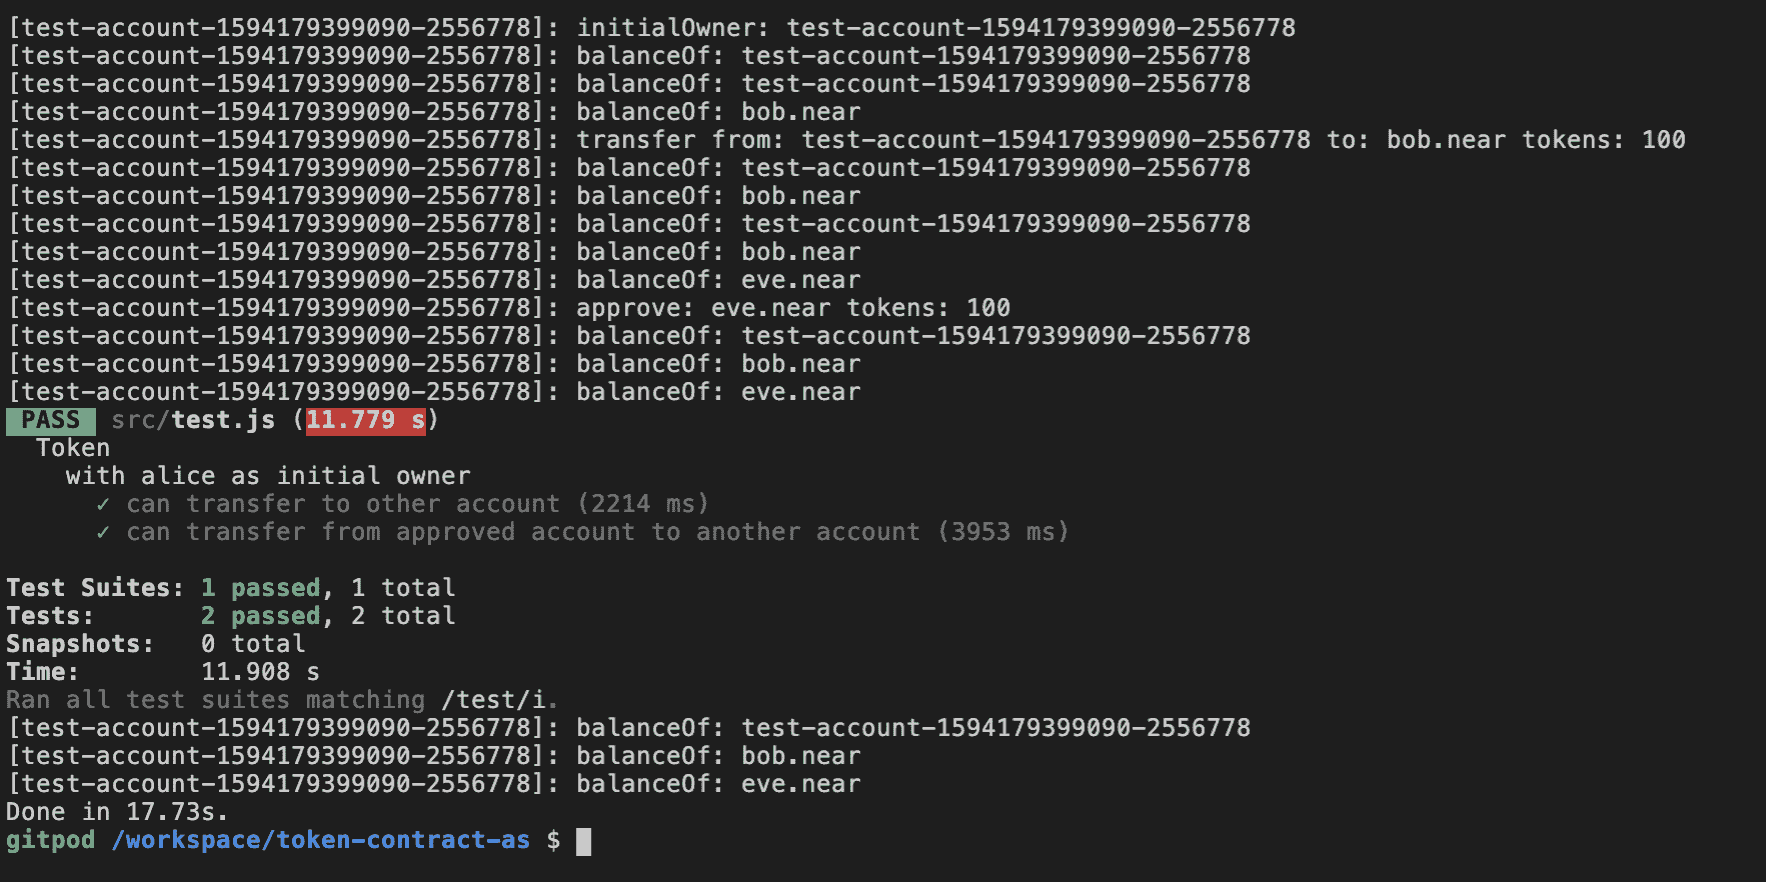 [test-account-1594179399090-2556778]: initialOwner: test-account-1594179399090-2556778
[test-account-1594179399090-2556778]: balanceOf: test-account-1594179399090-2556778
[test-account-1594179399090-2556778]: balanceOf: test-account-1594179399090-2556778
[test-account-1594179399090-2556778]: balanceOf: bob.near
[test-account-1594179399090-2556778]: transfer from: test-account-1594179399090-2556778 to: bob.near tokens: 100
[test-account-1594179399090-2556778]: balanceOf: test-account-1594179399090-2556778
[test-account-1594179399090-2556778]: balanceOf: bob.near
[test-account-1594179399090-2556778]: balanceOf: test-account-1594179399090-2556778
[test-account-1594179399090-2556778]: balanceOf: bob.near
[test-account-1594179399090-2556778]: balanceOf: eve.near
[test-account-1594179399090-2556778]: approve: eve.near tokens: 100
[test-account-1594179399090-2556778]: balanceOf: test-account-1594179399090-2556778
[test-account-1594179399090-2556778]: balanceOf: bob.near
[test-account-1594179399090-2556778]: balanceOf: eve.near
PASS src/test.js (11.779 s)
Token
with alice as initial owner
✓ can transfer to other account (2214 ms)
✓ can transfer from approved account to another account (3953 ms)
Test Suites: 1 passed, 1 total
Tests: 2 passed, 2 total
Snapshots: 0 total
Time: 11.908 s
Ran all test suites matching /test/i.
[test-account-1594179399090-2556778]: balanceOf: test-account-1594179399090-2556778
[test-account-1594179399090-2556778]: balanceOf: bob.near
[test-account-1594179399090-2556778]: balanceOf: eve.near
Done in 17.73s.
gitpod /workspace/token-contract-as $